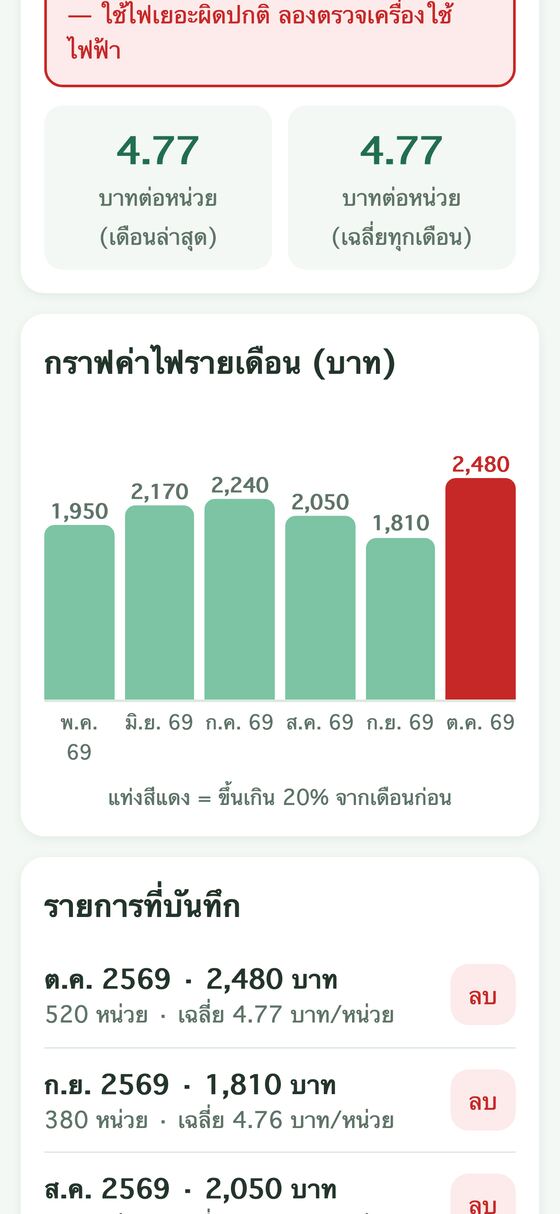 — ใช้ไฟเยอะผิดปกติ ลองตรวจเครื่องใช้
ไฟฟ้า
4.77
บาทต่อหน่วย
(เดือนล่าสุด)
4.77
บาทต่อหน่วย
(เฉลี่ยทุกเดือน)
กราฟค่าไฟรายเดือน (บาท)
1,950
2,170
2,240
2,050
1,810
2,480
พ.ค.
69
มิ.ย. 69
ก.ค. 69
ส.ค. 69
ก.ย. 69
ต.ค. 69
แท่งสีแดง = ขึ้นเกิน 20% จากเดือนก่อน
รายการที่บันทึก
ต.ค. 2569 · 2,480 บาท
520 หน่วย · เฉลี่ย 4.77 บาท/หน่วย
ลบ
ก.ย. 2569 · 1,810 บาท
380 หน่วย · เฉลี่ย 4.76 บาท/หน่วย
ลบ
ส.ค. 2569 · 2,050 บาท
ลบ